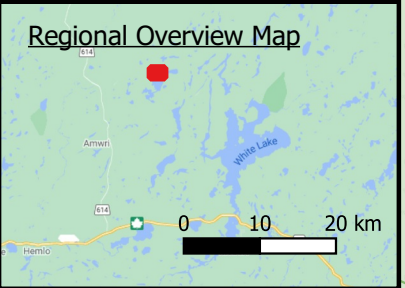 Regional Overview Map
614
Amwri
White Lake
614
0 10 20 km
e Hemlo